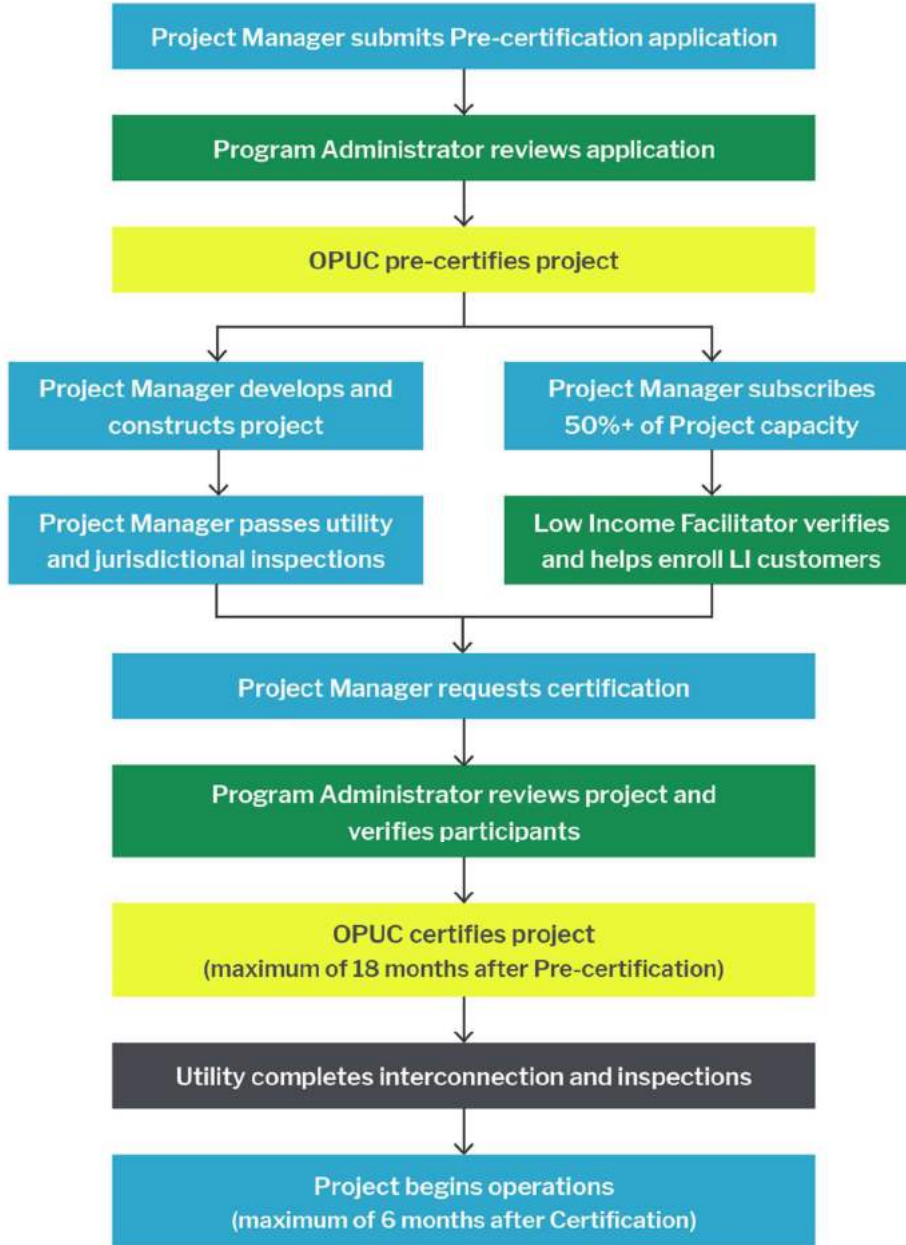 Project Manager submits Pre-certification application
Program Administrator reviews application
OPUC pre-certifies project
Project Manager develops and
constructs project
Project Manager subscribes
50%+ of Project capacity
Project Manager passes utility
and jurisdictional inspections
Low Income Facilitator verifies
and helps enroll LI customers
Project Manager requests certification
Program Administrator reviews project and
verifies participants
OPUC certifies project
(maximum of 18 months after Pre-certification)
Utility completes interconnection and inspections
Project begins operations
(maximum of 6 months after Certification)